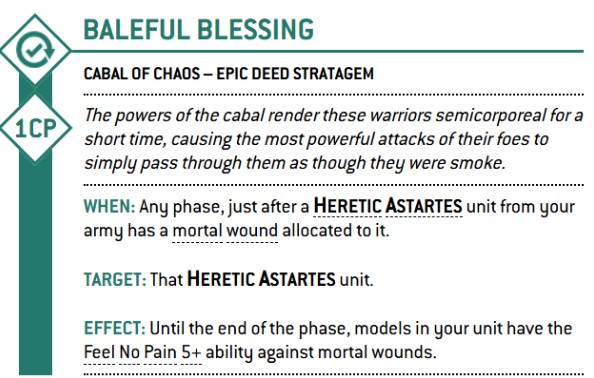 BALEFUL BLESSING
CABAL OF CHAOS – EPIC DEED STRATAGEM
1CP
The powers of the cabal render these warriors semicorporeal for a
short time, causing the most powerful attacks of their foes to
simply pass through them as though they were smoke.
WHEN: Any phase, just after a HERETIC ASTARTES unit from your
army has a mortal wound allocated to it.
TARGET: That HERETIC ASTARTES unit.
EFFECT: Until the end of the phase, models in your unit have the
Feel No Pain 5+ ability against mortal wounds.